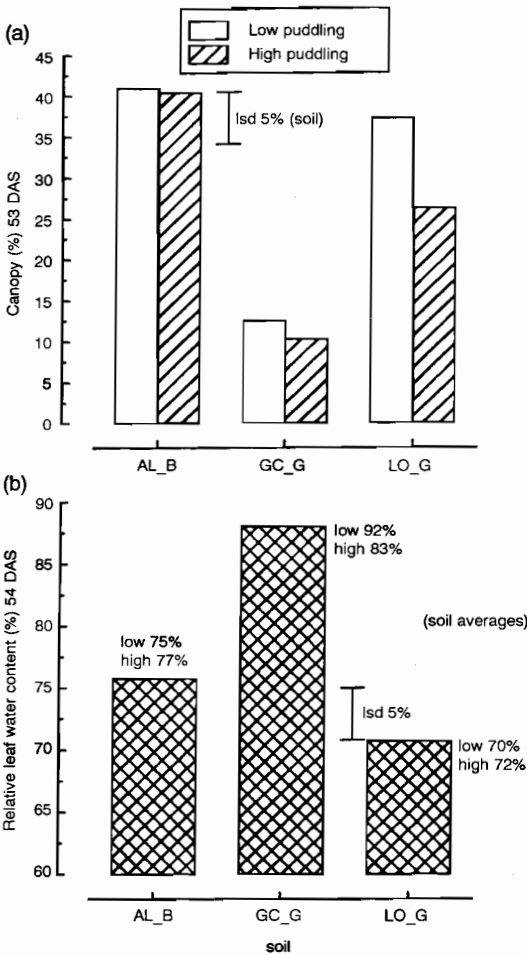 Low puddling
High puddling
(a)
45
40
35
30
25
20
15
10
5
0
Canopy (%) 53 DAS
lsd 5% (soil)
AL_B
GC_G
LO_G
(b)
90
85
80
75
70
65
60
Relative leaf water content (%) 54 DAS
low 75%
high 77%
low 92%
high 83%
(soil averages)
lsd 5%
low 70%
high 72%
AL_B
GC_G
LO_G
soil